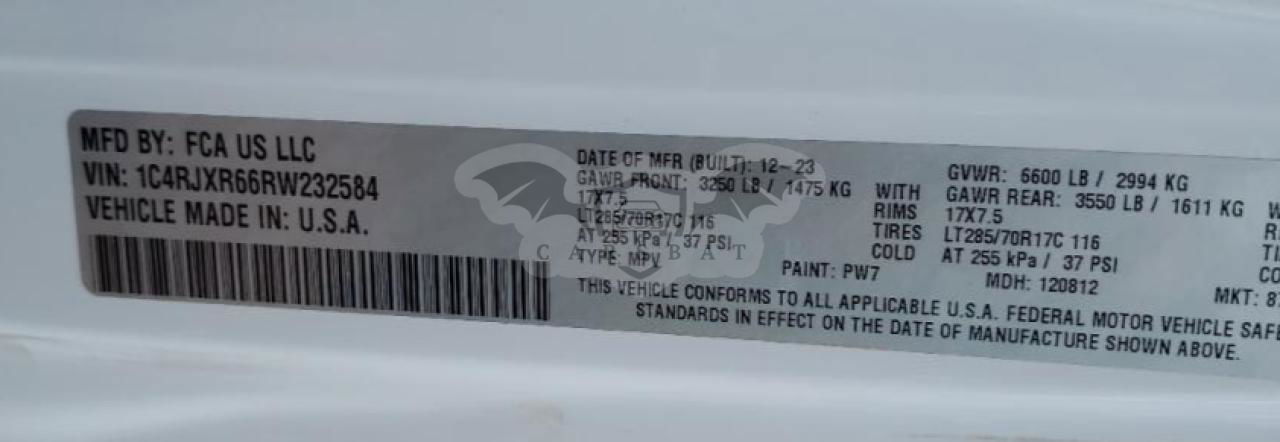 MFD BY: FCA US LLC
VIN: 1C4RJXR66RW232584
VEHICLE MADE IN: U.S.A.
DATE OF MFR (BUILT): 12-23
GAWR FRONT: 3250 LB / 1475 KG
17X7.5
LT285/70R17C 116
AT 255 kPa / 37 PSI
TYPE: MPV
WITH
RIMS
TIRES
COLD
GVWR: 6600 LB / 2994 KG
GAWR REAR: 3550 LB / 1611 KG
17X7.5
LT285/70R17C 116
AT 255 kPa / 37 PSI
PAINT: PW7
MDH: 120812
MKT:
THIS VEHICLE CONFORMS TO ALL APPLICABLE U.S.A. FEDERAL MOTOR VEHICLE
STANDARDS IN EFFECT ON THE DATE OF MANUFACTURE SHOWN ABOVE.
CAR BAT